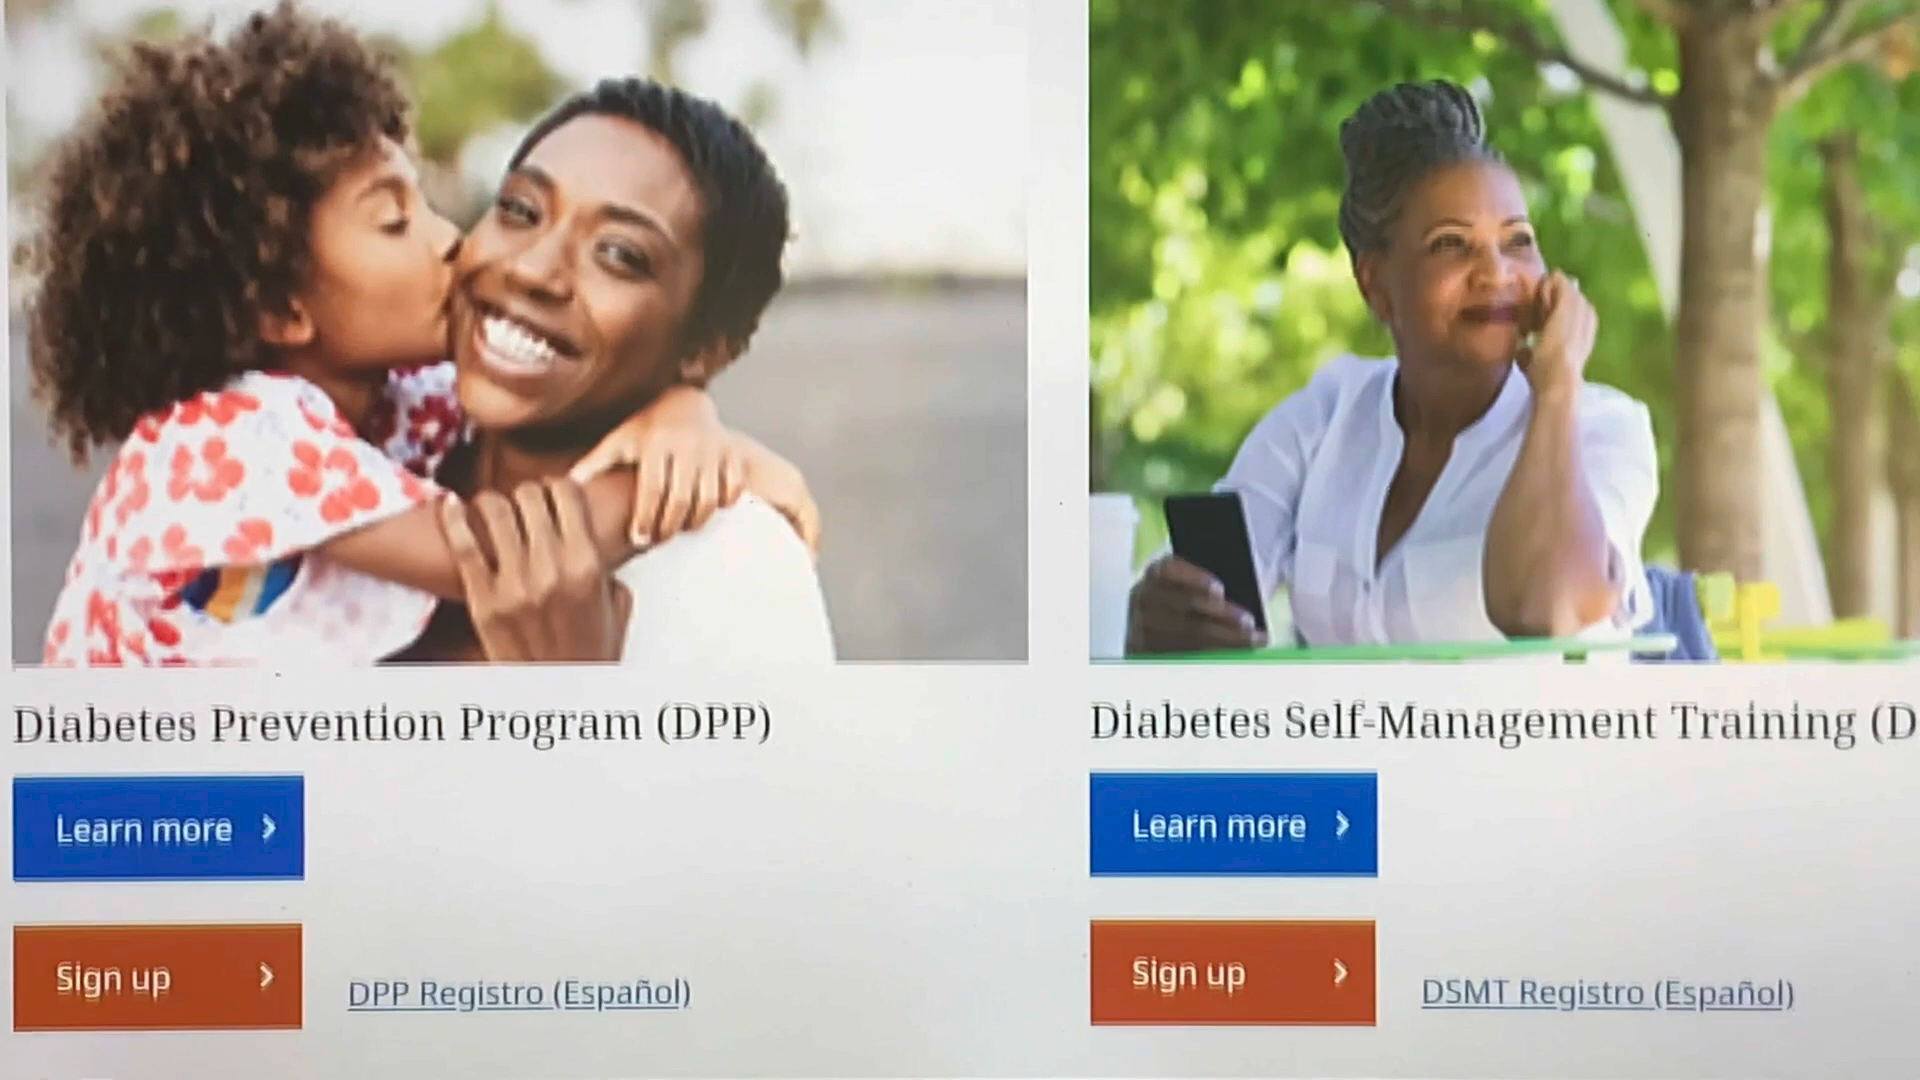 Diabetes Prevention Program (DPP)
Learn more
Sign up
DPP Registro (Español)
Diabetes Self-Management Training (D
Learn more
Sign up
DSMT Registro (Español)